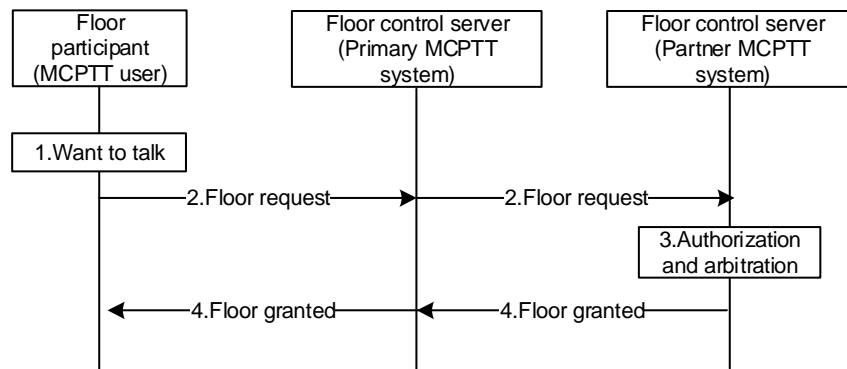 Floor
participant
(MCPTT user)
Floor control server
(Primary MCPTT
system)
Floor control server
(Partner MCPTT
system)
1.Want to talk
2.Floor request
2.Floor request
3.Authorization
and arbitration
4.Floor granted
4.Floor granted